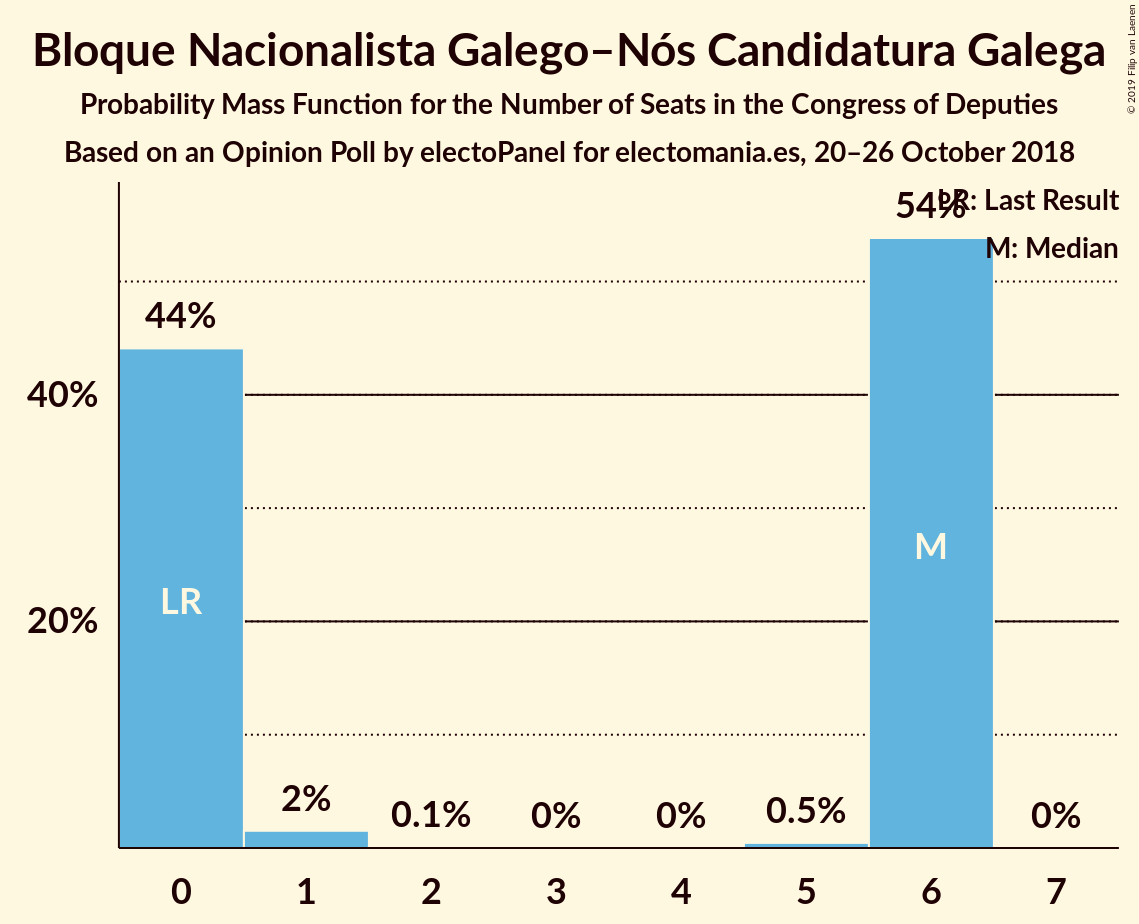 Bloque Nacionalista Galego–Nós Candidatura Galega
Probability Mass Function for the Number of Seats in the Congress of Deputies
Based on an Opinion Poll by electoPanel for electomania.es, 20–26 October 2018
© 2019 Filip van Laenen
LR: Last Result
M: Median
54%
44%
40%
M
LR
20%
2%
0.1%
0%
0%
0.5%
0%
0 1 2 3 4 5 6 7